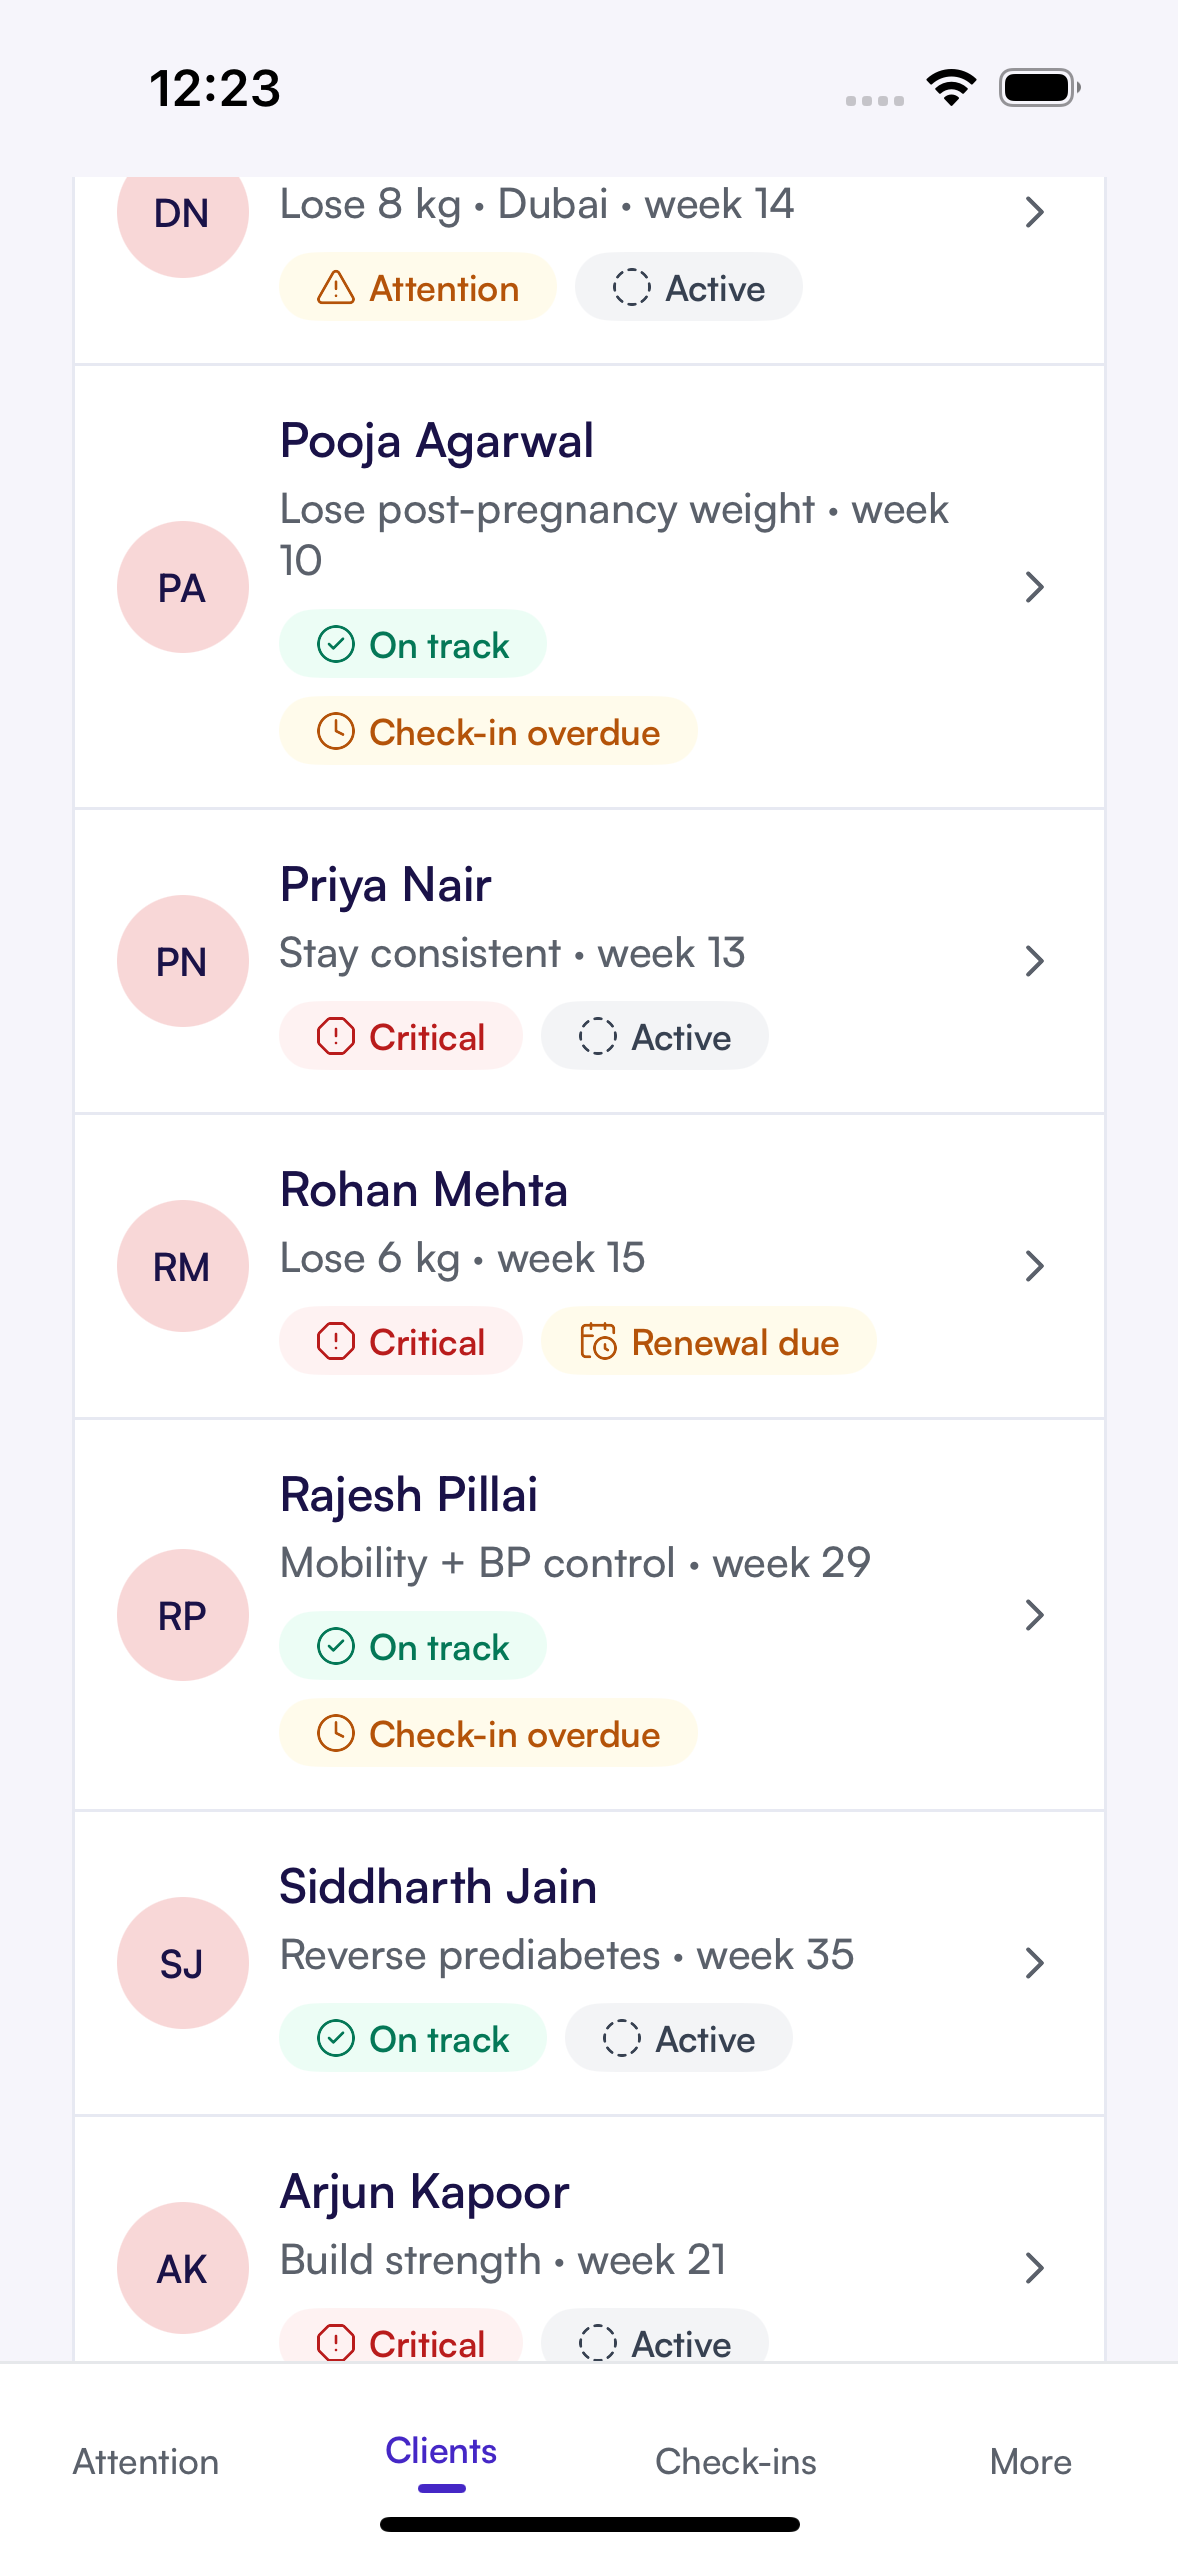 12:23
DN
Lose 8 kg · Dubai · week 14
Attention
Active
Pooja Agarwal
Lose post-pregnancy weight · week
10
PA
On track
Check-in overdue
Priya Nair
PN
Stay consistent · week 13
Critical
Active
Rohan Mehta
RM
Lose 6 kg · week 15
Critical
Renewal due
Rajesh Pillai
Mobility + BP control · week 29
RP
On track
Check-in overdue
Siddharth Jain
SJ
Reverse prediabetes · week 35
On track
Active
Arjun Kapoor
AK
Build strength · week 21
Critical
Active
Attention
Clients
Check-ins
More